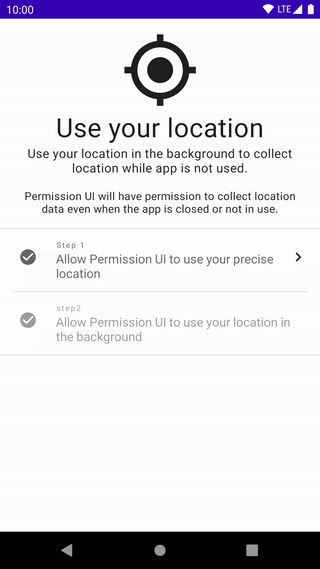 10:00
LTE
Use your location
Use your location in the background to collect
location while app is not used.
Permission UI will have permission to collect location
data even when the app is closed or not in use.
Step 1
Allow Permission UI to use your precise
location
step2
Allow Permission UI to use your location in
the background